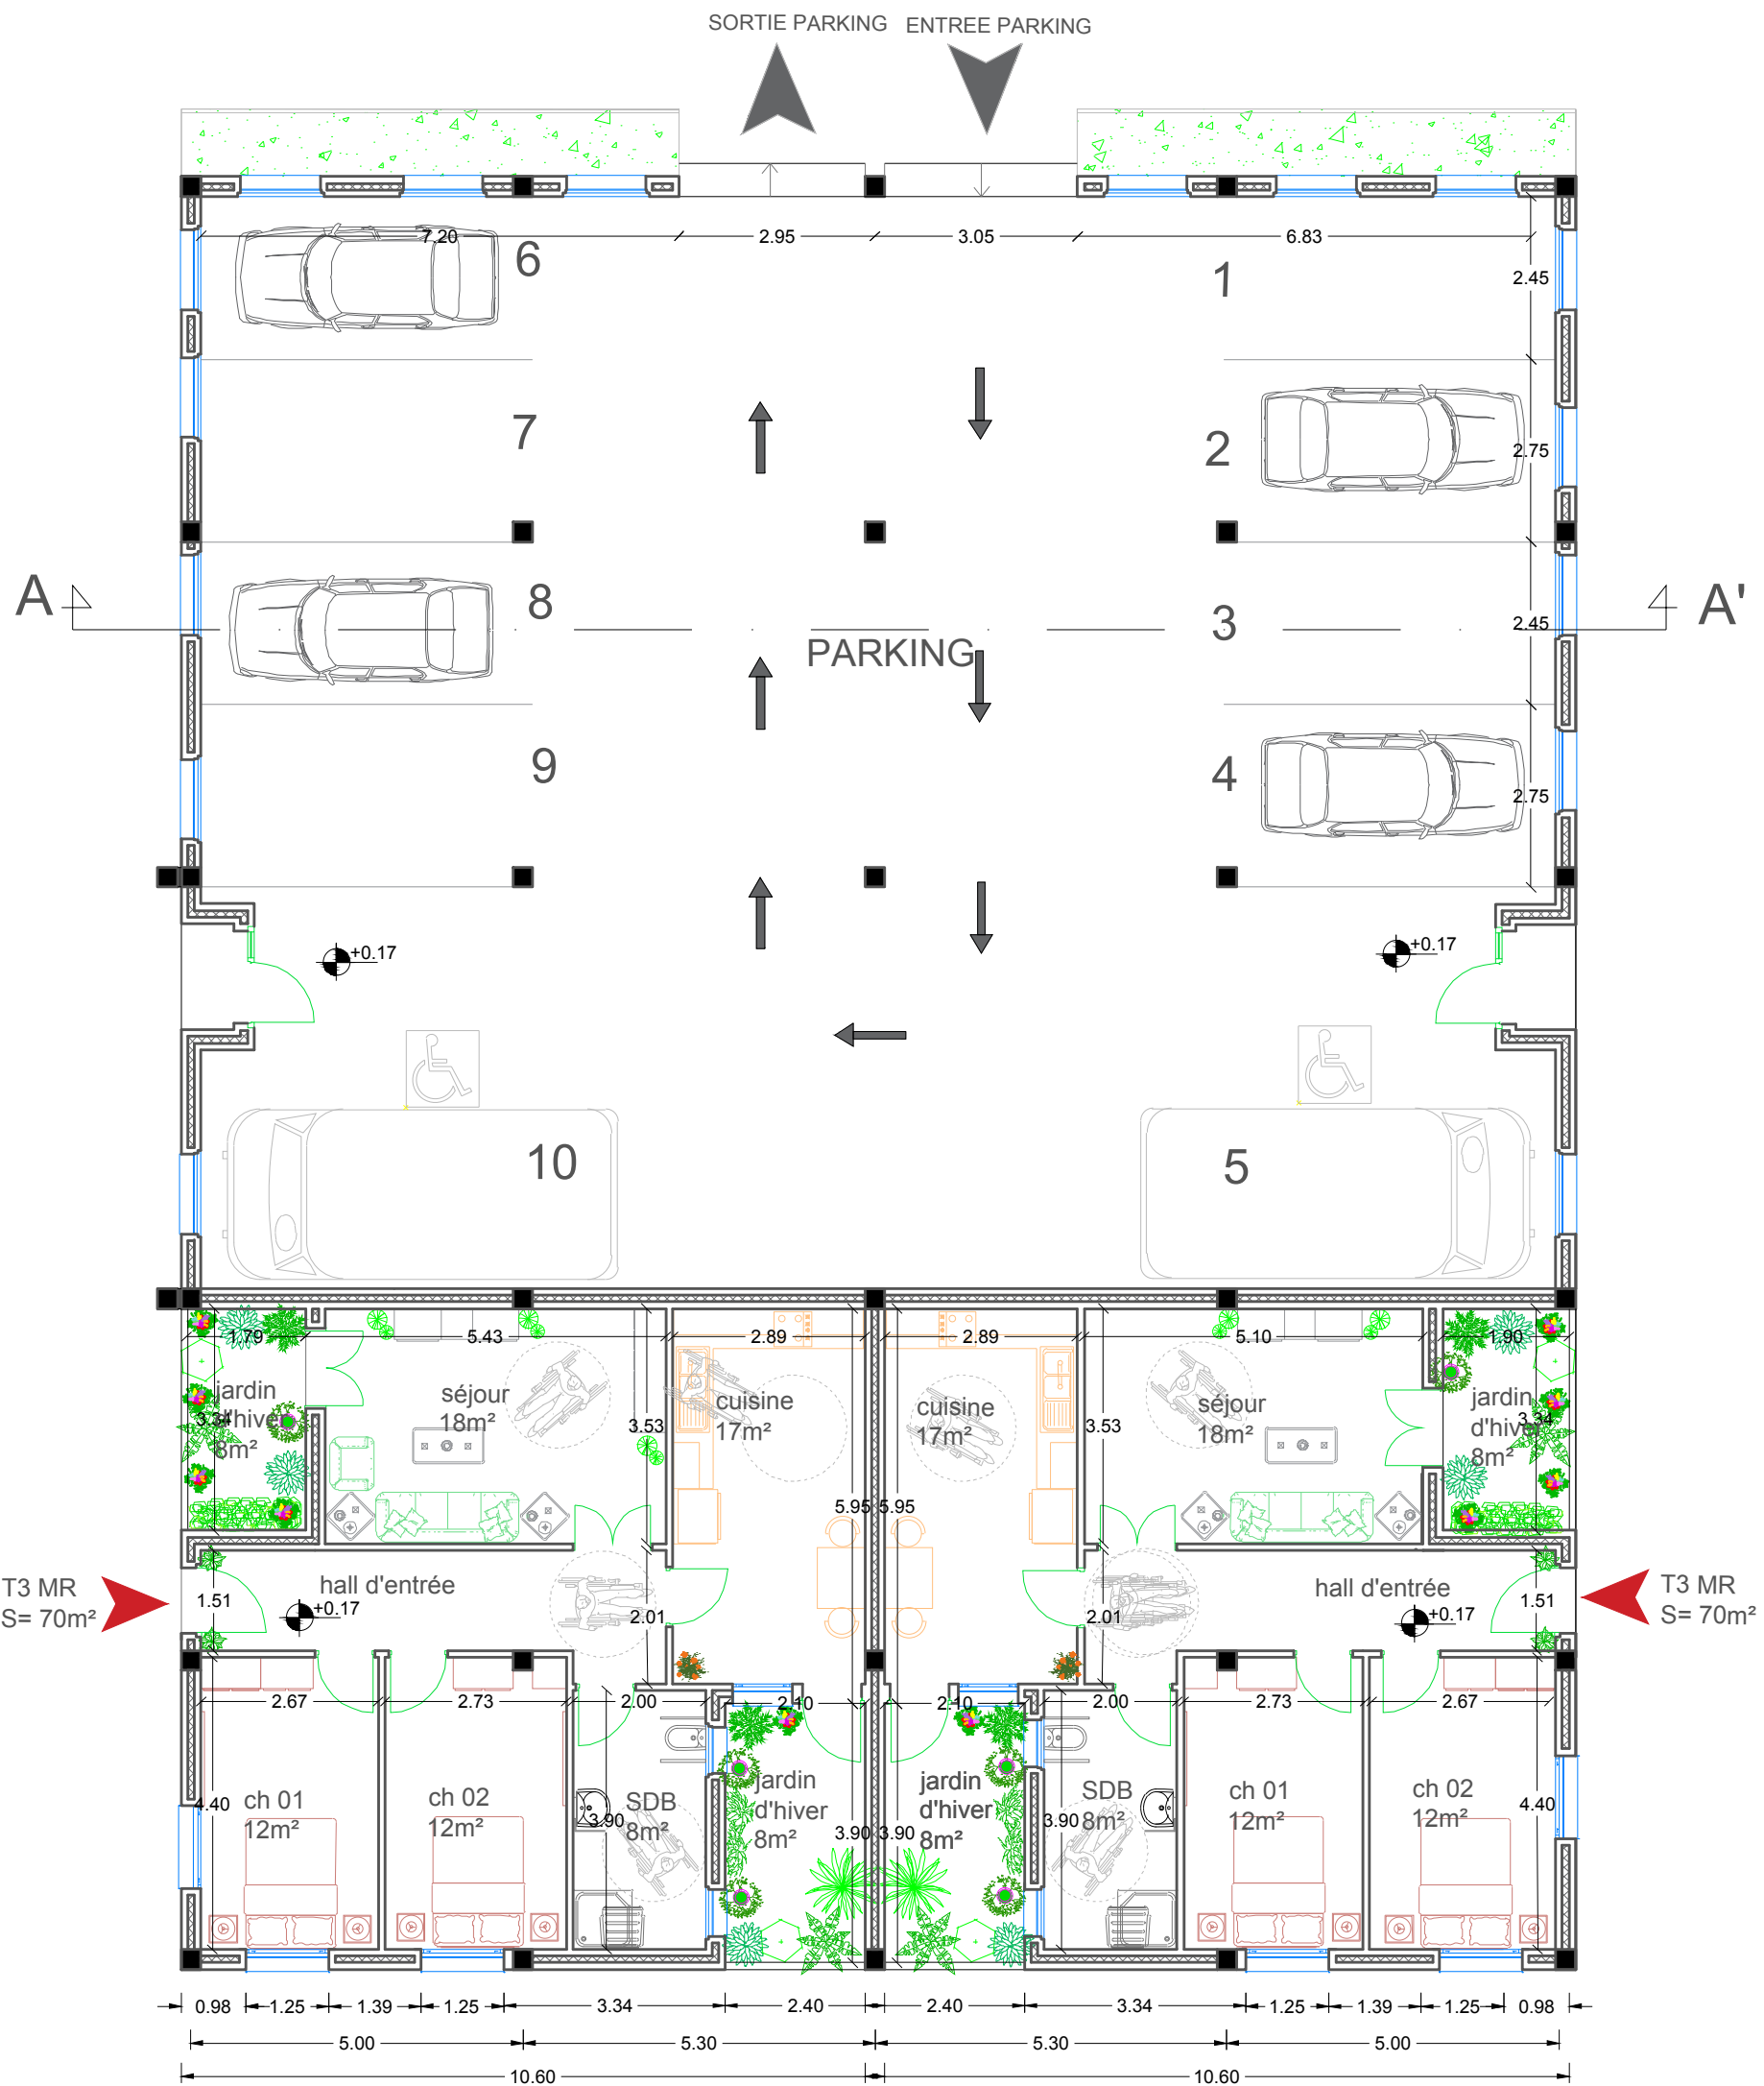 SORTIE PARKING ENTREE PARKING
7.20 2.95 3.05 6.83
6 1
2.45
7 2
2.75
A A'
8 3
2.45
PARKING
9 4
2.75
+0.17 +0.17
10 5
1.79 5.43 2.89 2.89 5.10 1.90
jardin
d'hiver
8m²
3.34
séjour
18m²
3.53
cuisine
17m²
cuisine
17m²
3.53
séjour
18m²
jardin
d'hiver
8m²
3.34
5.95 5.95
T3 MR
S= 70m²
1.51
hall d'entrée
+0.17
2.01
2.01
hall d'entrée
+0.17
1.51
T3 MR
S= 70m²
2.67 2.73 2.00 2.10 2.10 2.00 2.73 2.67
4.40
ch 01
12m²
ch 02
12m²
3.90
SDB
8m²
jardin
d'hiver
8m²
3.90 3.90
jardin
d'hiver
8m²
3.90
SDB
8m²
ch 01
12m²
ch 02
12m²
4.40
0.98 1.25 1.39 1.25 3.34 2.40 2.40 3.34 1.25 1.39 1.25 0.98
5.00 5.30 5.30 5.00
10.60 10.60